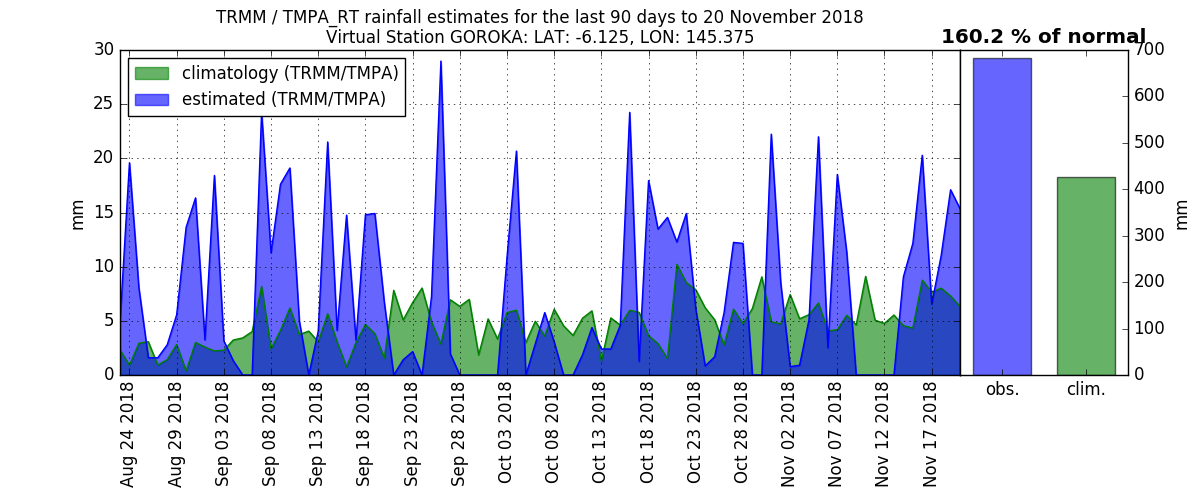 TRMM / TMPA_RT rainfall estimates for the last 90 days to 20 November 2018
Virtual Station GOROKA: LAT: -6.125, LON: 145.375
160.2 % of normal
climatology (TRMM/TMPA)
estimated (TRMM/TMPA)
30
25
20
15
10
5
0
mm
Aug 24 2018
Aug 29 2018
Sep 03 2018
Sep 08 2018
Sep 13 2018
Sep 18 2018
Sep 23 2018
Sep 28 2018
Oct 03 2018
Oct 08 2018
Oct 13 2018
Oct 18 2018
Oct 23 2018
Oct 28 2018
Nov 02 2018
Nov 07 2018
Nov 12 2018
Nov 17 2018
obs.
clim.
700
600
500
400
300
200
100
0
mm